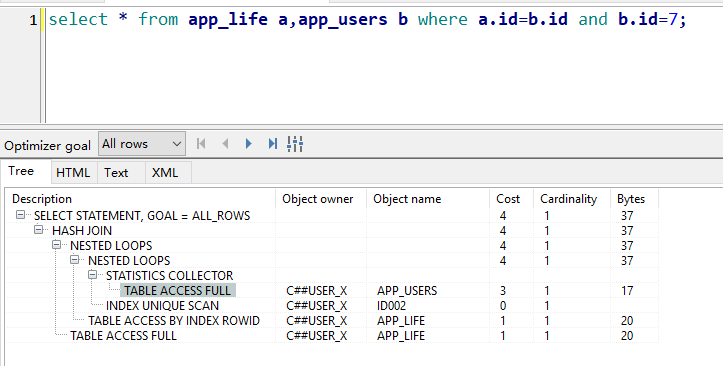 1 select * from app_life a,app_users b where a.id=b.id and b.id=7;
Optimizer goal All rows
Tree HTML Text XML
Description Object owner Object name Cost Cardinality Bytes
SELECT STATEMENT, GOAL = ALL_ROWS 4 1 37
HASH JOIN 4 1 37
NESTED LOOPS 4 1 37
NESTED LOOPS 4 1 37
STATISTICS COLLECTOR
TABLE ACCESS FULL C##USER_X APP_USERS 3 1 17
INDEX UNIQUE SCAN C##USER_X ID002 0 1
TABLE ACCESS BY INDEX ROWID C##USER_X APP_LIFE 1 1 20
TABLE ACCESS FULL C##USER_X APP_LIFE 1 1 20